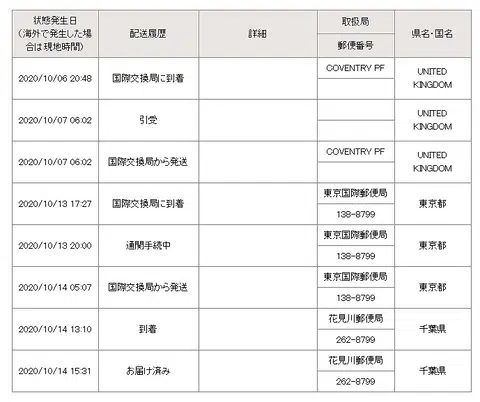 状態発生日
(海外で発生した場
合は現地時間)
配送履歴
詳細
取扱局
郵便番号
県名・国名
2020/10/06 20:48
国際交換局に到着
COVENTRY PF
UNITED
KINGDOM
2020/10/07 06:02
引受
UNITED
KINGDOM
2020/10/07 06:02
国際交換局から発送
COVENTRY PF
UNITED
KINGDOM
2020/10/13 17:27
国際交換局に到着
東京国際郵便局
138-8799
東京都
2020/10/13 20:00
通関手続中
東京国際郵便局
138-8799
東京都
2020/10/14 05:07
国際交換局から発送
東京国際郵便局
138-8799
東京都
2020/10/14 13:10
到着
花見川郵便局
262-8799
千葉県
2020/10/14 15:31
お届け済み
花見川郵便局
262-8799
千葉県